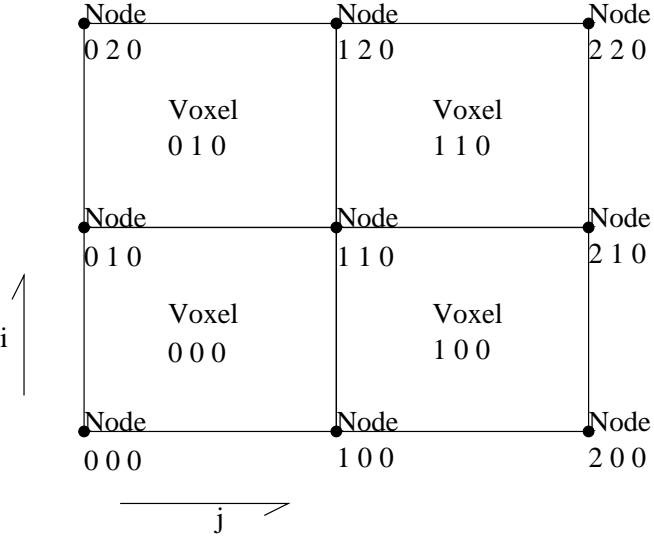 Node Node Node
0 2 0 1 2 0 2 2 0
Voxel Voxel
0 1 0 1 1 0
Node Node Node
0 1 0 1 1 0 2 1 0
Voxel Voxel
i
0 0 0 1 0 0
Node Node Node
0 0 0 1 0 0 2 0 0
j